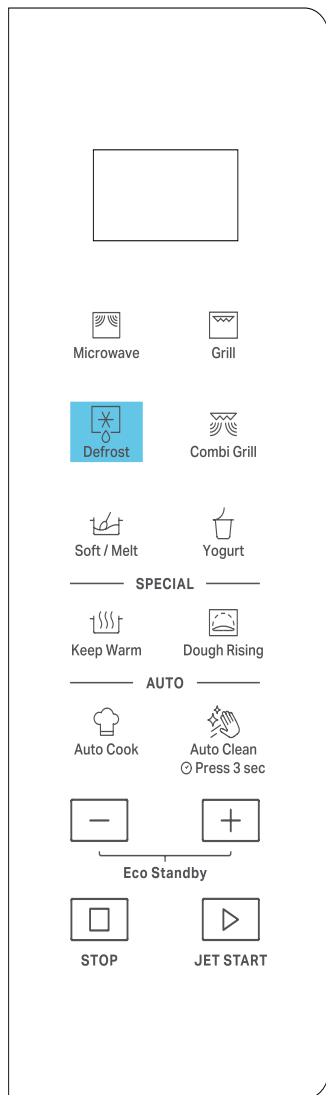 Microwave Grill
Defrost Combi Grill
Soft / Melt Yogurt
SPECIAL
Keep Warm Dough Rising
AUTO
Auto Cook Auto Clean
Press 3 sec
Eco Standby
STOP JET START